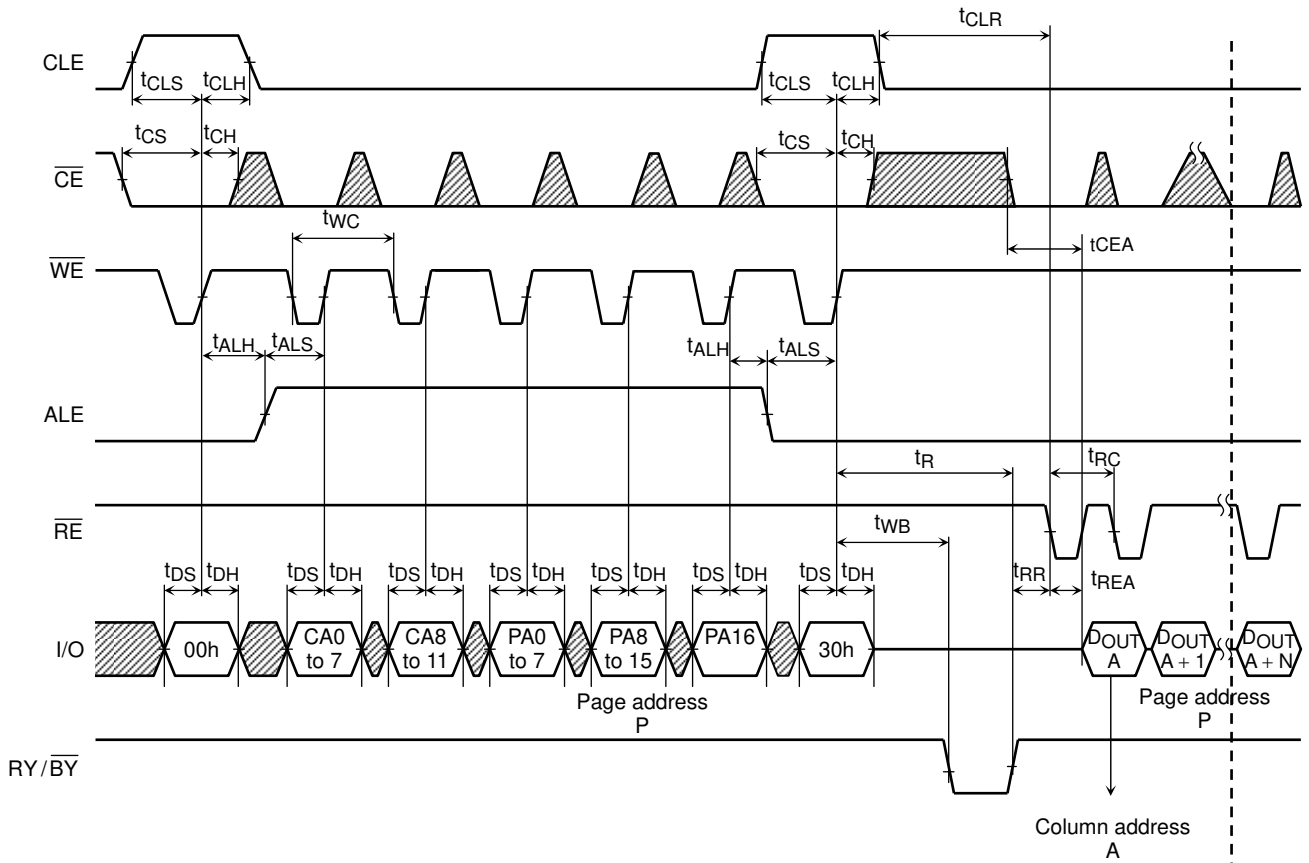 tCLR
CLE
tCLS tCLH tCLS tCLH
tCS tCH tCS tCH
CE
tWC
tCEA
WE
tALH tALS tALH tALS
ALE
tR tRC
RE
tWB
tDS tDH tDS tDH tDS tDH tDS tDH tDS tDH tDS tDH tDS tDH tRR tREA
I/O
00h
CA0
to 7
CA8
to 11
PA0
to 7
PA8
to 15
PA16
30h
DOUT
A
DOUT
A + 1
DOUT
A + N
Page address
P
Page address
P
RY/BY
Column address
A